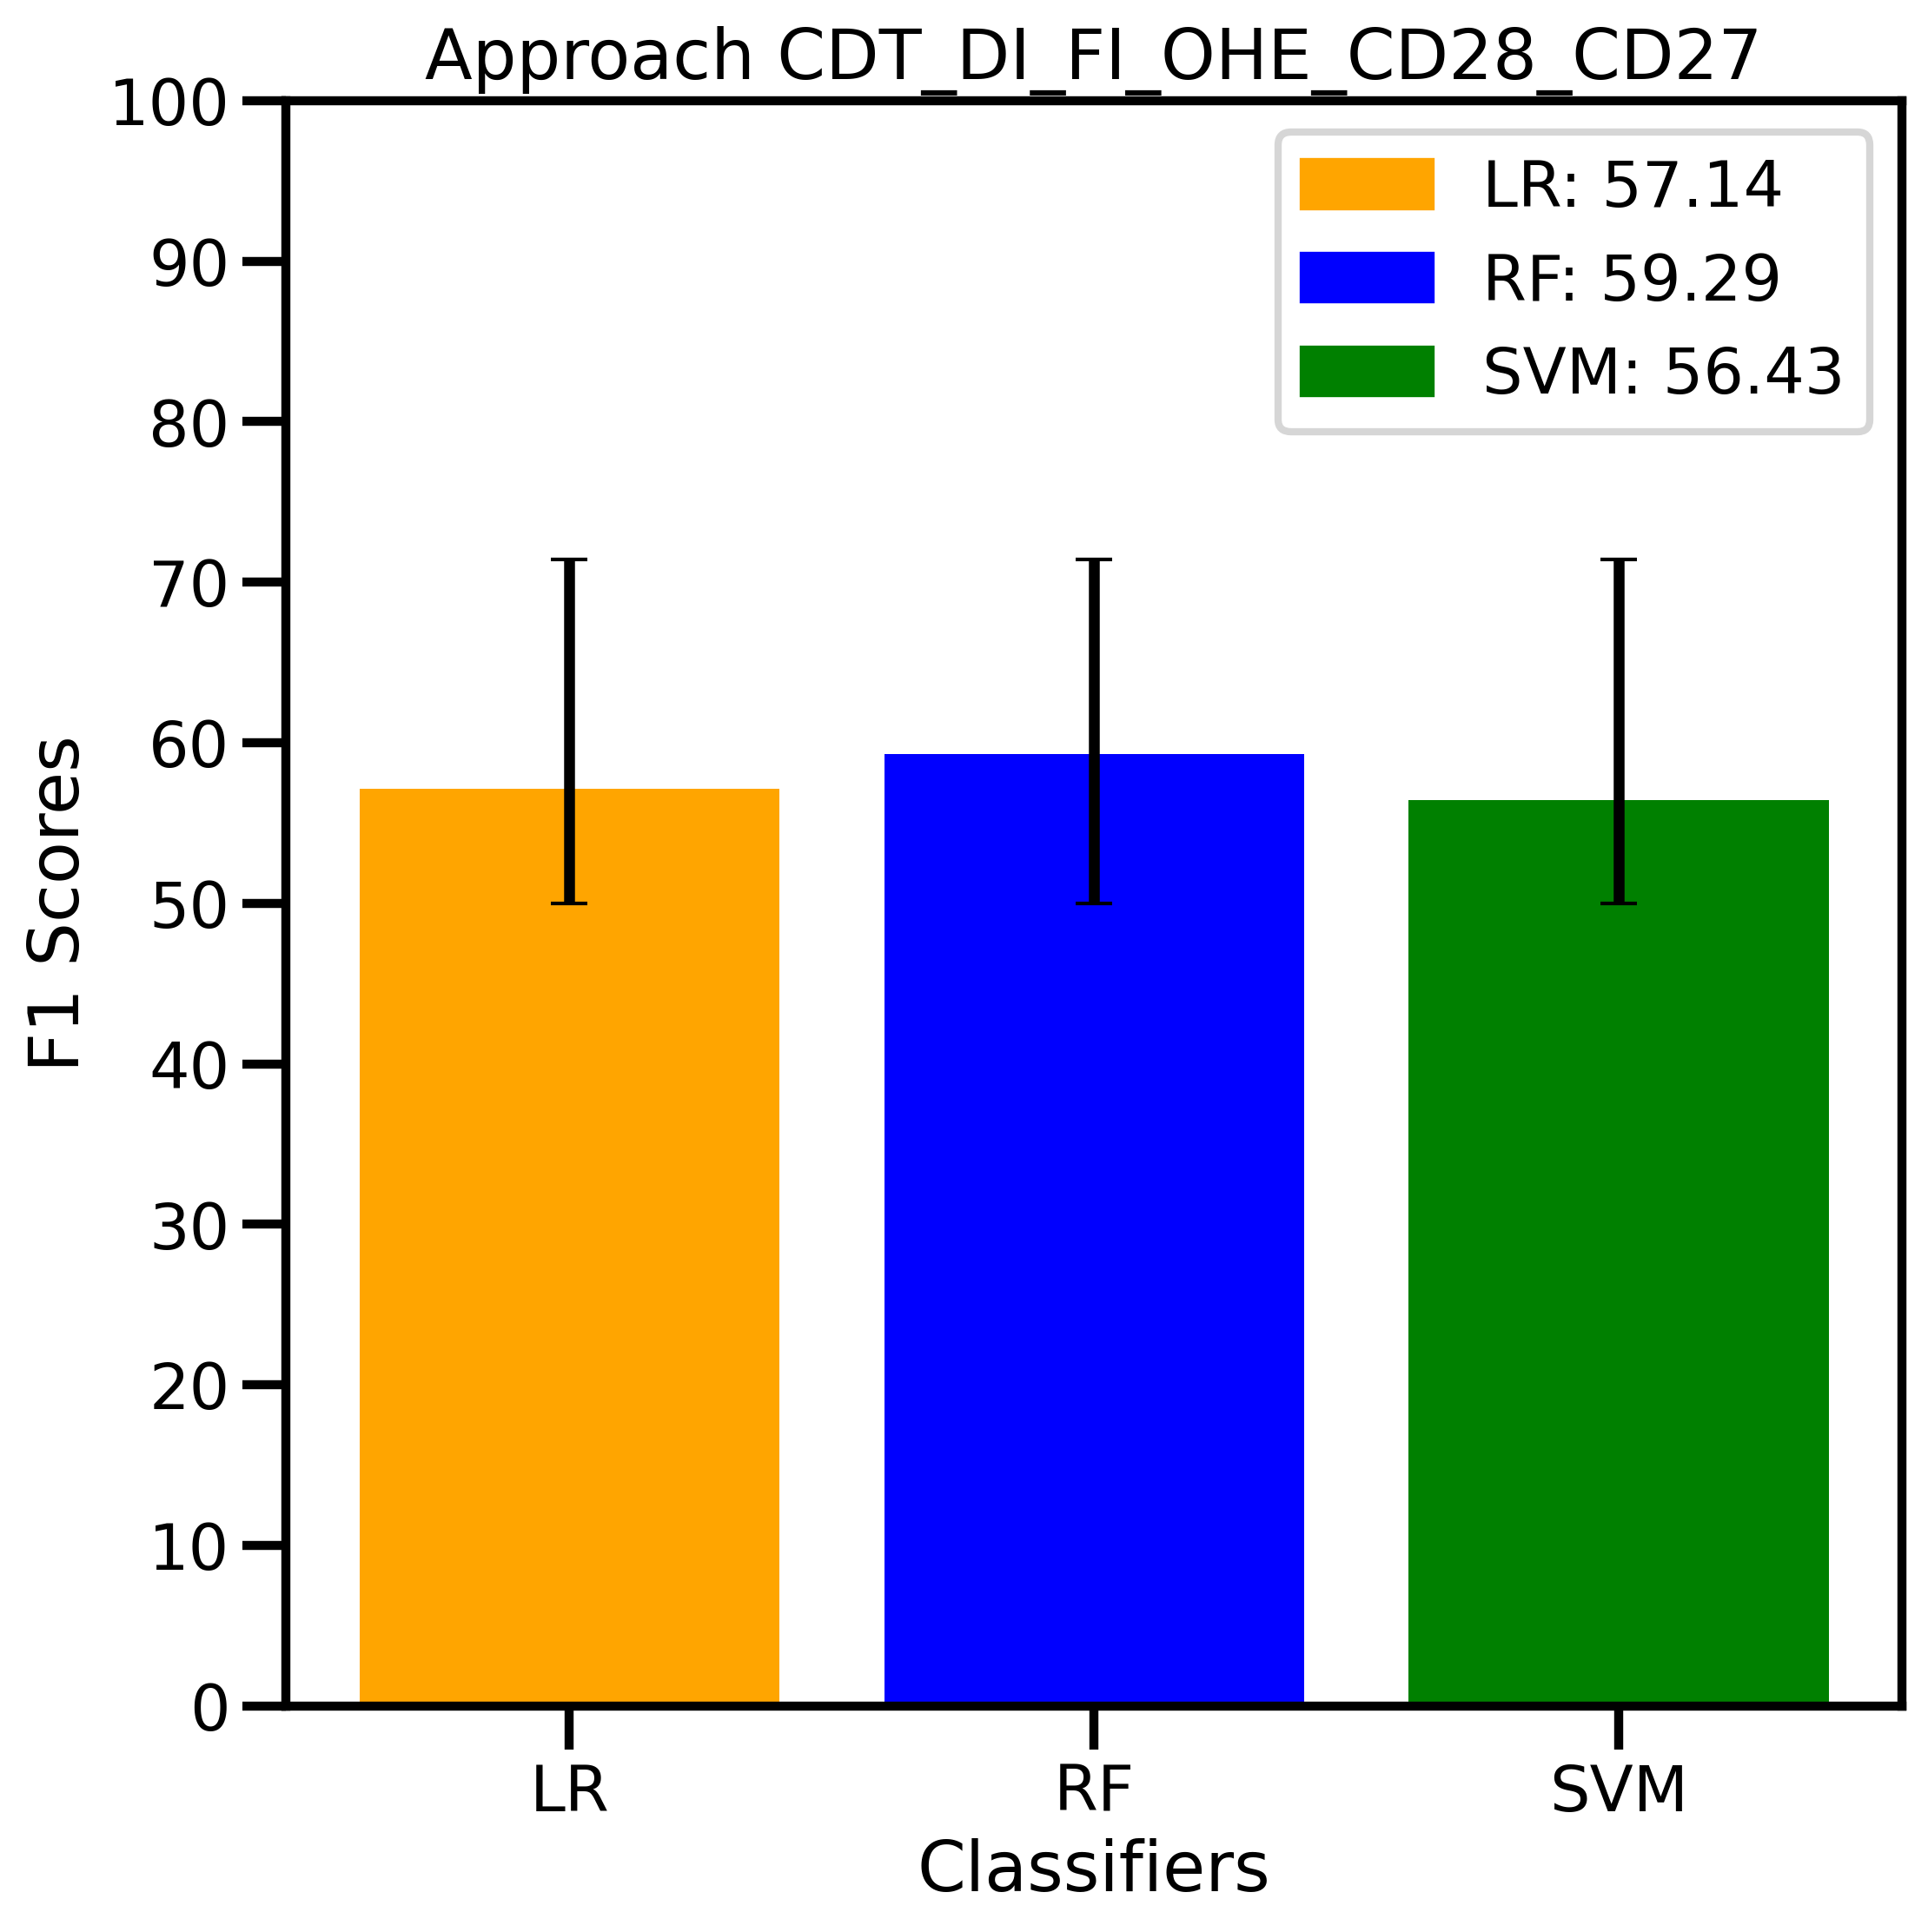 Approach CDT_DI_FI_OHE_CD28_CD27
LR: 57.14
RF: 59.29
SVM: 56.43
100
90
80
70
60
50
40
30
20
10
0
F1 Scores
LR
RF
SVM
Classifiers